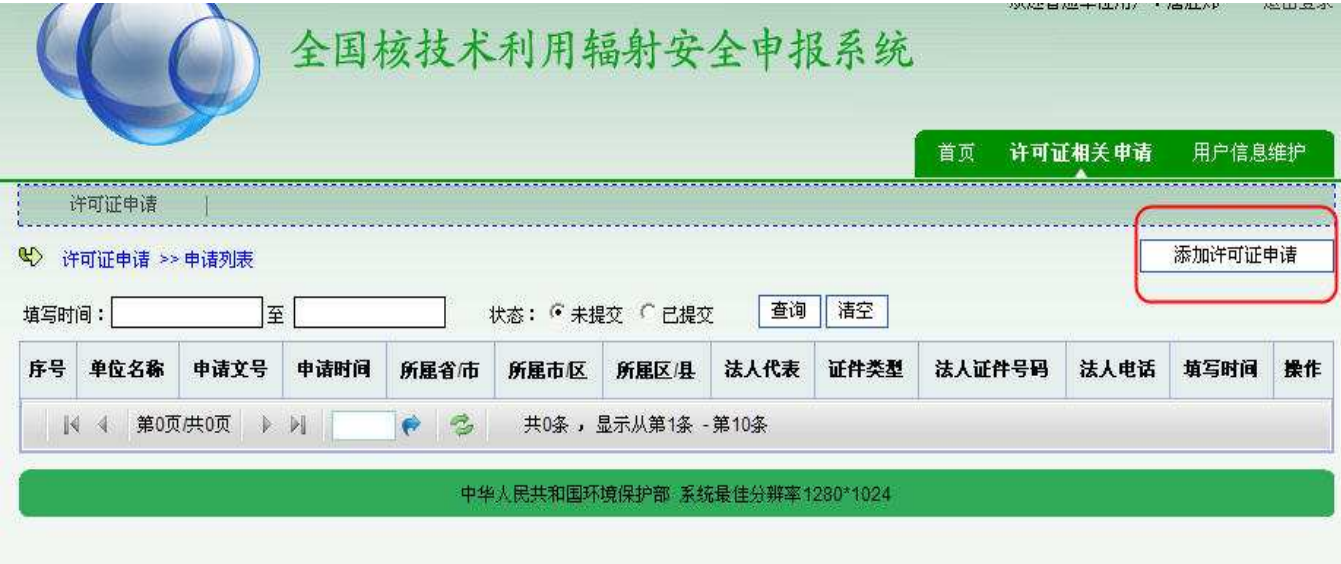 全国核技术利用辐射安全申报系统
首页 许可证相关申请 用户信息维护
许可证申请 |
许可证申请 >> 申请列表
添加许可证申请
填写时间： 至 状态： 未提交 已提交 查询 清空
序号 单位名称 申请文号 申请时间 所属省/市 所属市/区 所属区/县 法人代表 证件类型 法人证件号码 法人电话 填写时间 操作
第0页/共0页 共0条，显示从第1条 - 第10条
中华人民共和国环境保护部 系统最佳分辨率1280*1024